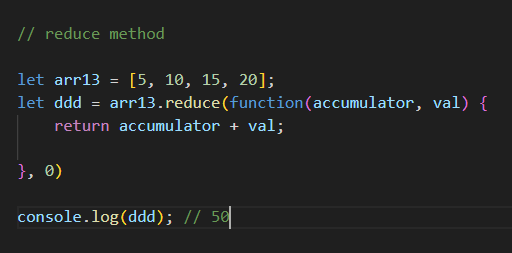 // reduce method
let arr13 = [5, 10, 15, 20];
let ddd = arr13.reduce(function(accumulator, val) {
    return accumulator + val;
}, 0)
console.log(ddd); // 50